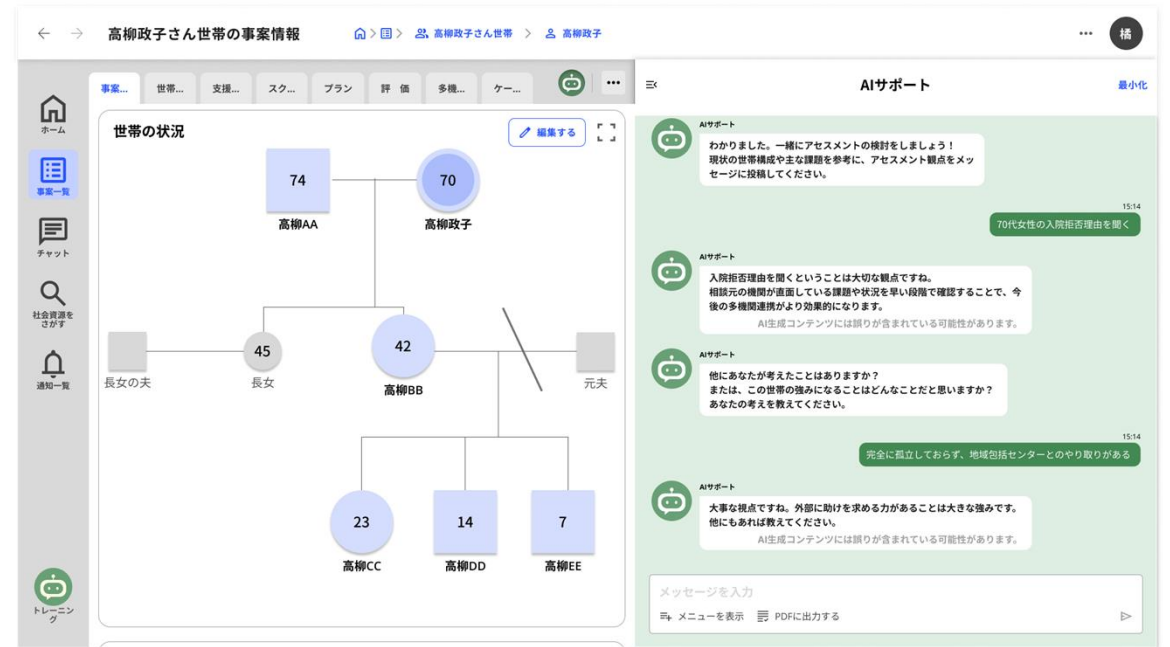 高柳政子さん世帯の事案情報
高柳政子さん世帯
高柳政子
橘
ホーム
事案一覧
チャット
社会資源を
さがす
通知一覧
トレーニン
グ
事案...
世帯...
支援...
スク...
プラン
評 価
多機...
ケー...
世帯の状況
編集する
74
70
高柳AA
高柳政子
45
42
長女の夫
長女
高柳BB
元夫
23
14
7
高柳CC
高柳DD
高柳EE
AIサポート
最小化
AIサポート
わかりました。一緒にアセスメントの検討をしましょう！
現状の世帯構成や主な課題を参考に、アセスメント観点をメッ
セージに投稿してください。
15:14
70代女性の入院拒否理由を聞く
AIサポート
入院拒否理由を聞くということは大切な観点ですね。
相談元の機関が直面している課題や状況を早い段階で確認することで、今
後の多機関連携がより効果的になります。
AI生成コンテンツには誤りが含まれている可能性があります。
AIサポート
他にあなたが考えたことはありますか？
または、この世帯の強みになることはどんなことだと思いますか？
あなたの考えを教えてください。
15:14
完全に孤立しておらず、地域包括センターとのやり取りがある
AIサポート
大事な視点ですね。外部に助けを求める力があることは大きな強みです。
他にもあれば教えてください。
AI生成コンテンツには誤りが含まれている可能性があります。
メッセージを入力
メニューを表示
PDFに出力する